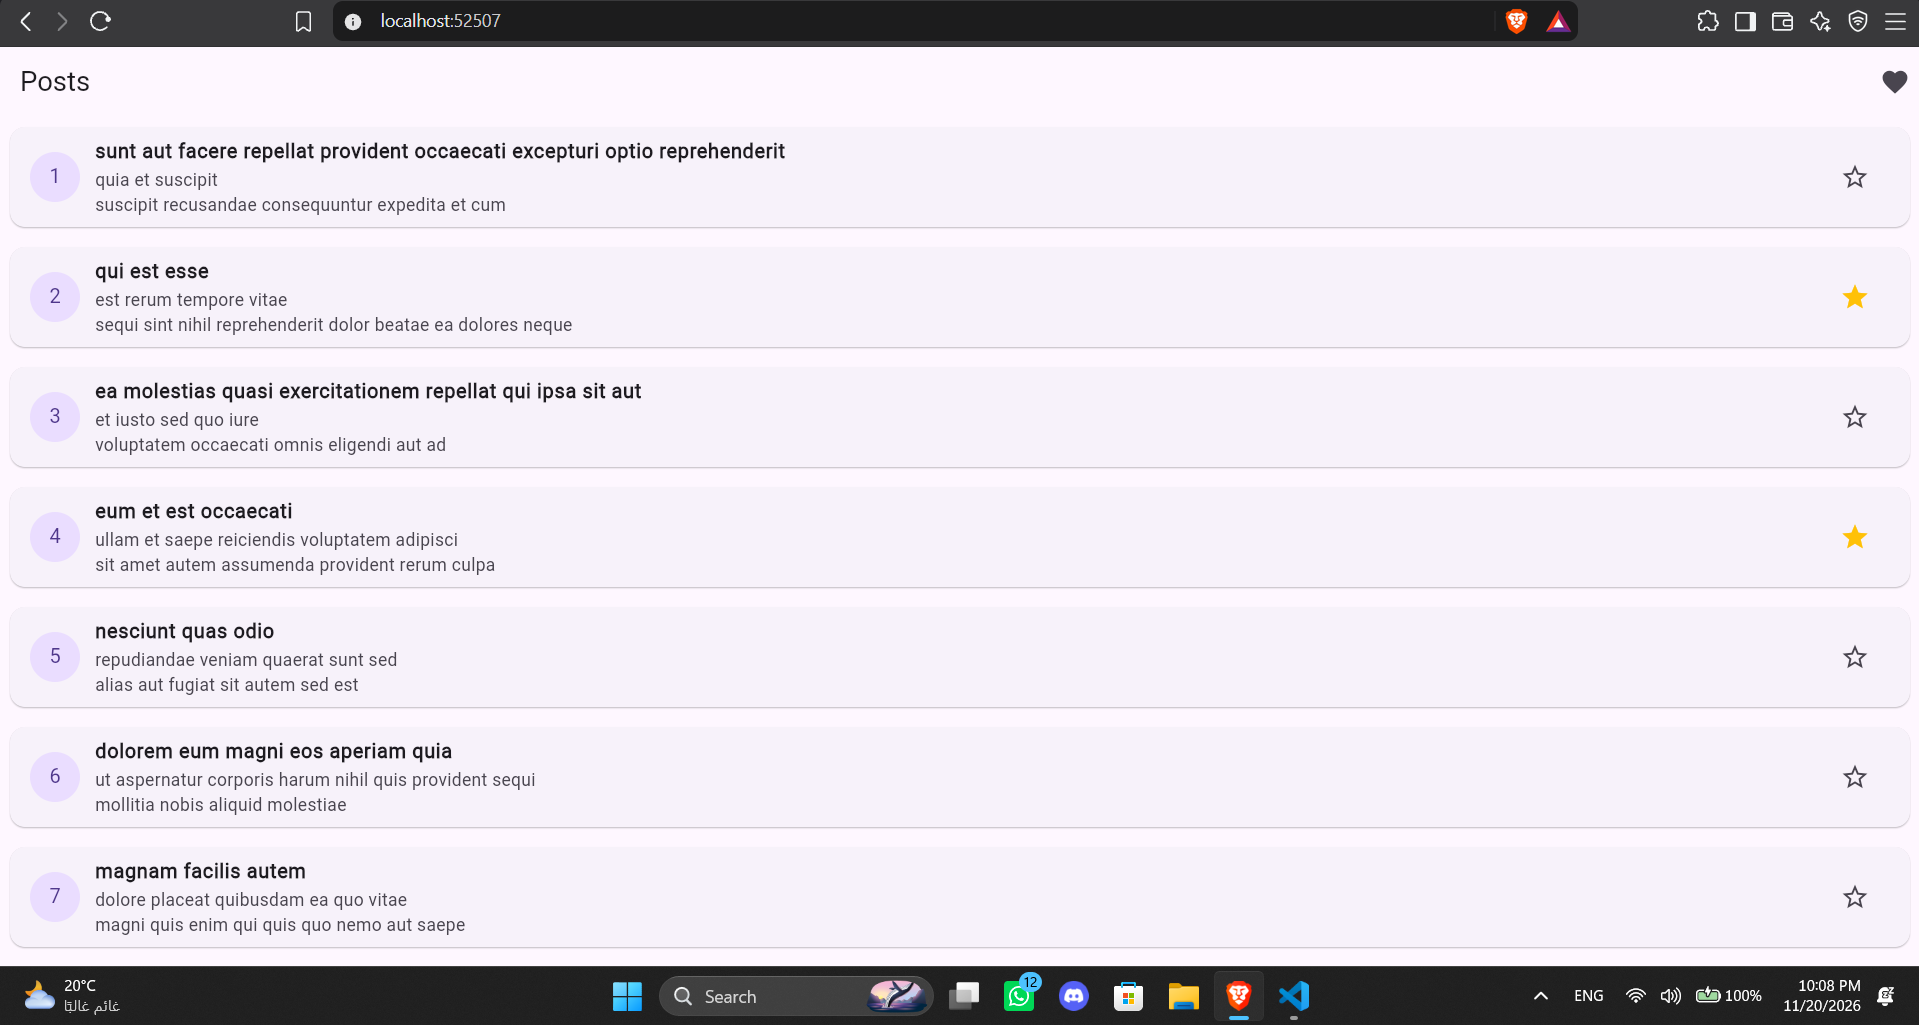 localhost:52507
Posts
1
sunt aut facere repellat provident occaecati excepturi optio reprehenderit
quia et suscipit
suscipit recusandae consequuntur expedita et cum
2
qui est esse
est rerum tempore vitae
sequi sint nihil reprehenderit dolor beatae ea dolores neque
3
ea molestias quasi exercitationem repellat qui ipsa sit aut
et iusto sed quo iure
voluptatem occaecati omnis eligendi aut ad
4
eum et est occaecati
ullam et saepe reiciendis voluptatem adipisci
sit amet autem assumenda provident rerum culpa
5
nesciunt quas odio
repudiandae veniam quaerat sunt sed
alias aut fugiat sit autem sed est
6
dolorem eum magni eos aperiam quia
ut aspernatur corporis harum nihil quis provident sequi
mollitia nobis aliquid molestiae
7
magnam facilis autem
dolore placeat quibusdam ea quo vitae
magni quis enim qui quis quo nemo aut saepe
20°C
غائم غالبًا
Search
12
ENG
100%
10:08 PM
11/20/2026